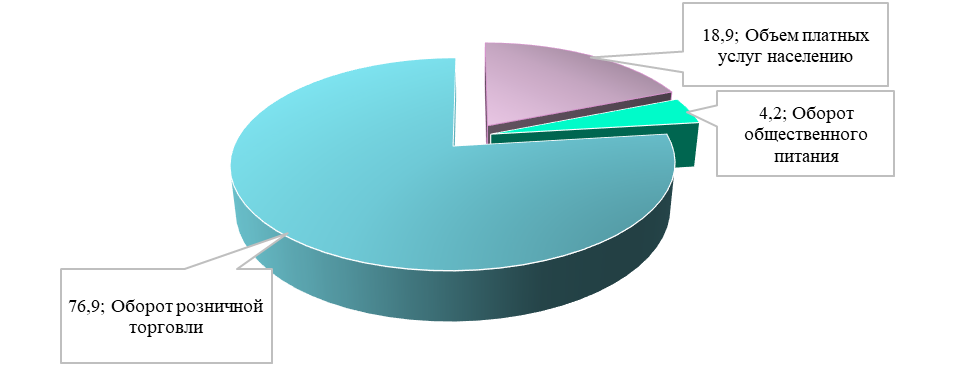 18,9; Объем платных
услуг населению
4,2; Оборот
общественного
питания
76,9; Оборот розничной
торговли